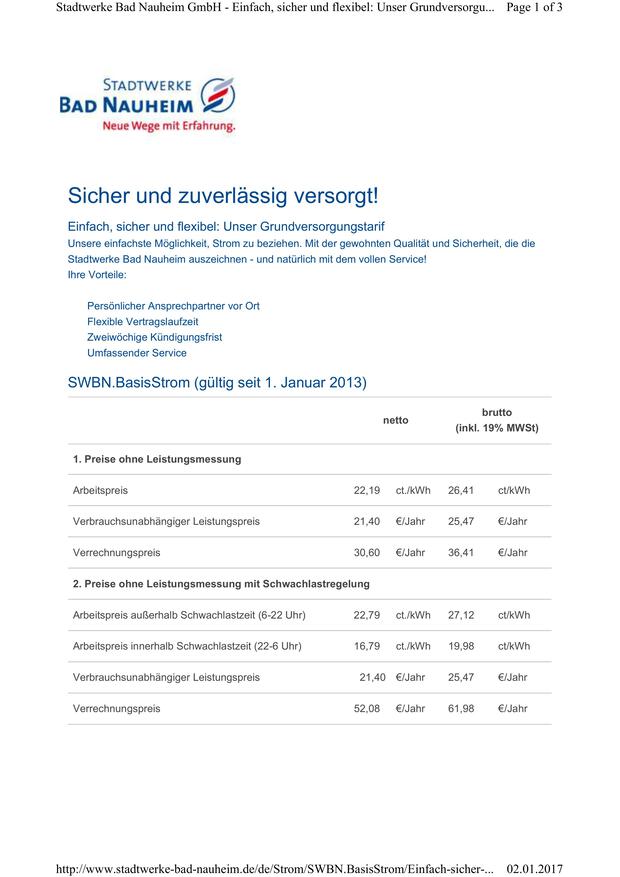 Stadtwerke Bad Nauheim GmbH - Einfach, sicher und flexibel: Unser Grundversorgu... Page 1 of 3
STADTWERKE
BAD NAUHEIM
Neue Wege mit Erfahrung.
Sicher und zuverlässig versorgt!
Einfach, sicher und flexibel: Unser Grundversorgungstarif
Unsere einfachste Möglichkeit, Strom zu beziehen. Mit der gewohnten Qualität und Sicherheit, die die
Stadtwerke Bad Nauheim auszeichnen - und natürlich mit dem vollen Service!
Ihre Vorteile:
Persönlicher Ansprechpartner vor Ort
Flexible Vertragslaufzeit
Zweiwöchige Kündigungsfrist
Umfassender Service
SWBN.BasisStrom (gültig seit 1. Januar 2013)
netto brutto
(inkl. 19% MWSt)
1. Preise ohne Leistungsmessung
Arbeitspreis 22,19 ct./kWh 26,41 ct/kWh
Verbrauchsunabhängiger Leistungspreis 21,40 €/Jahr 25,47 €/Jahr
Verrechnungspreis 30,60 €/Jahr 36,41 €/Jahr
2. Preise ohne Leistungsmessung mit Schwachlastregelung
Arbeitspreis außerhalb Schwachlastzeit (6-22 Uhr) 22,79 ct./kWh 27,12 ct/kWh
Arbeitspreis innerhalb Schwachlastzeit (22-6 Uhr) 16,79 ct./kWh 19,98 ct/kWh
Verbrauchsunabhängiger Leistungspreis 21,40 €/Jahr 25,47 €/Jahr
Verrechnungspreis 52,08 €/Jahr 61,98 €/Jahr
http://www.stadtwerke-bad-nauheim.de/de/Strom/SWBN.BasisStrom/Einfach-sicher-... 02.01.2017